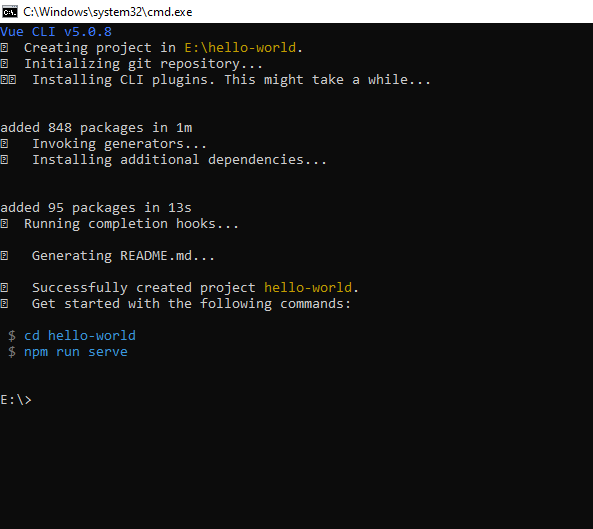 C:\Windows\system32\cmd.exe
Vue CLI v5.0.8
Creating project in E:\hello-world.
Initializing git repository...
Installing CLI plugins. This might take a while...
added 848 packages in 1m
Invoking generators...
Installing additional dependencies...
added 95 packages in 13s
Running completion hooks...
Generating README.md...
Successfully created project hello-world.
Get started with the following commands:
$ cd hello-world
$ npm run serve
E:\>